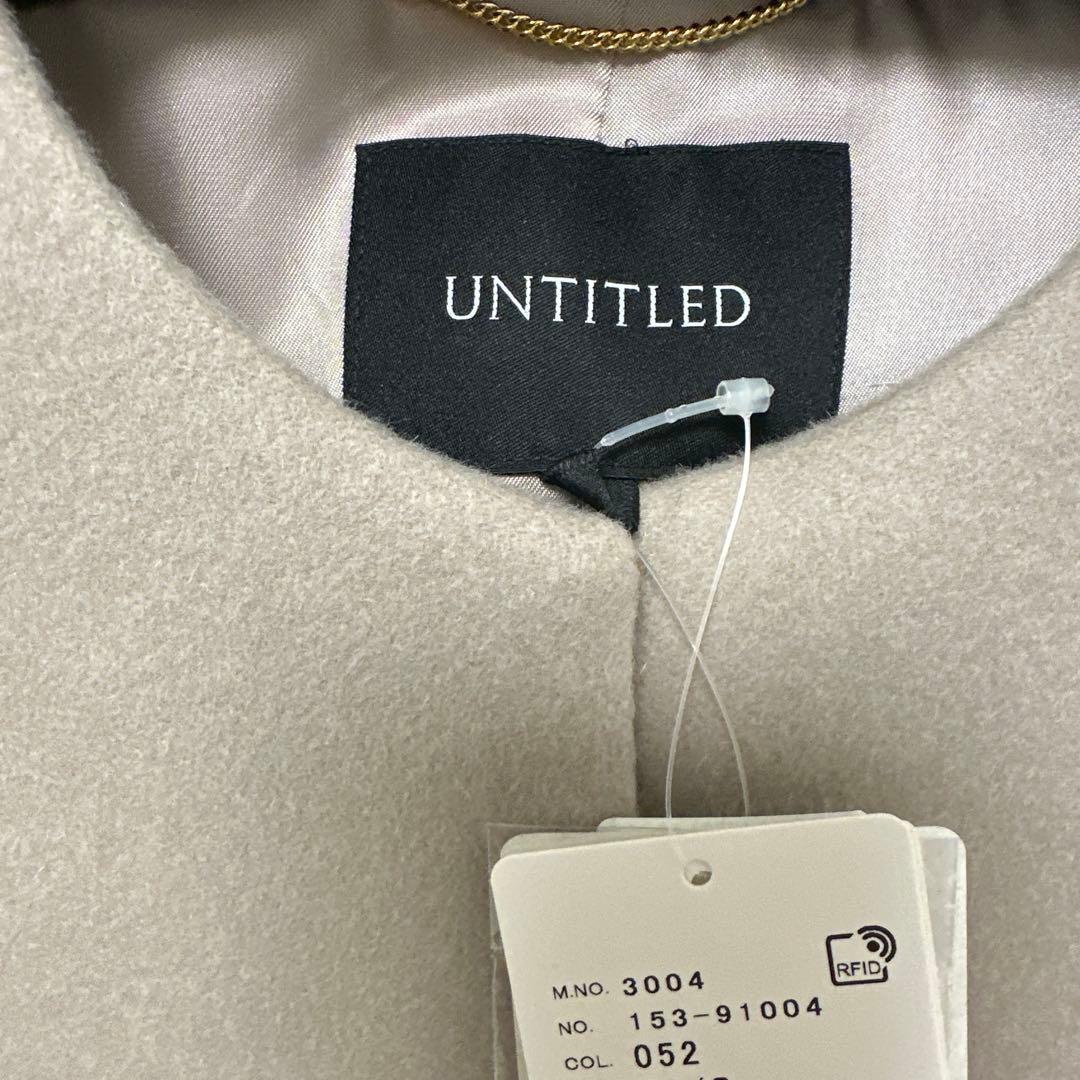 UNTITLED
RFID
M.NO. 3004
NO. 153-91004
COL. 052